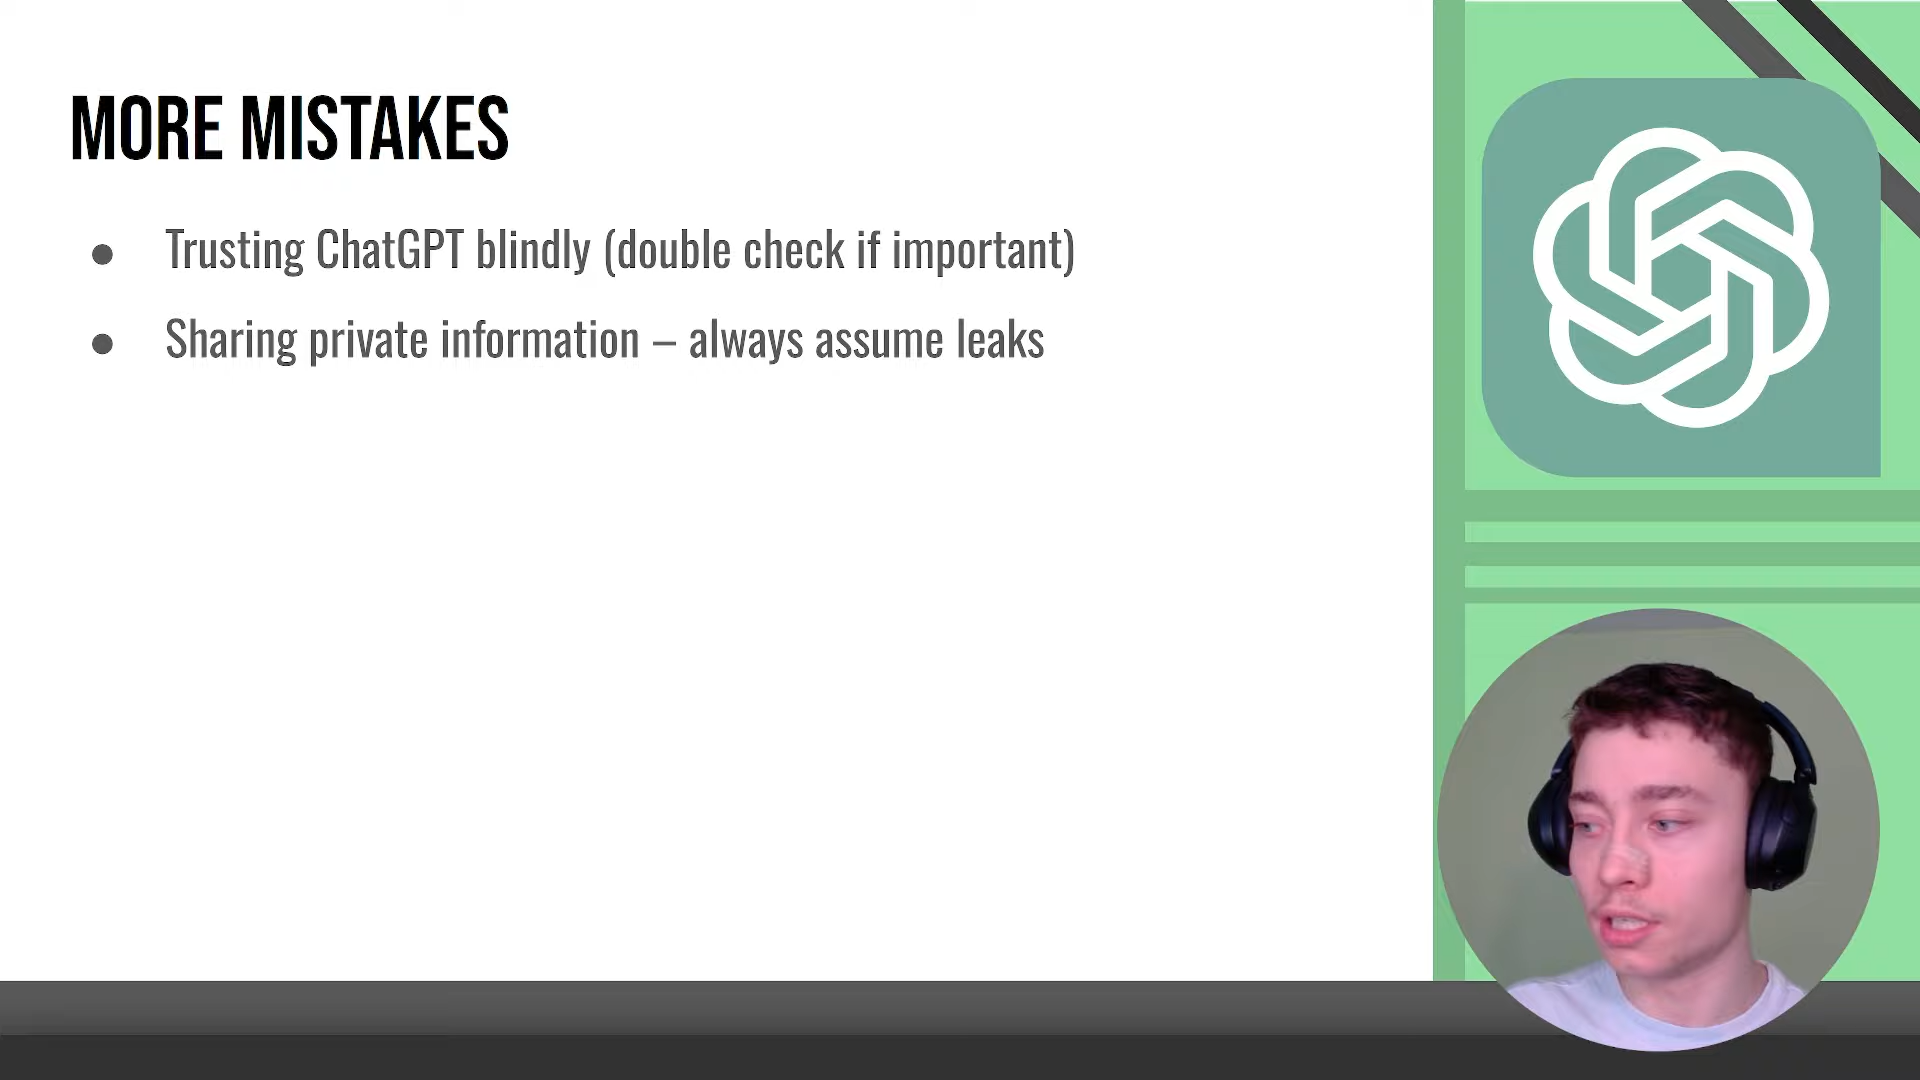 MORE MISTAKES
● Trusting ChatGPT blindly (double check if important)
● Sharing private information – always assume leaks